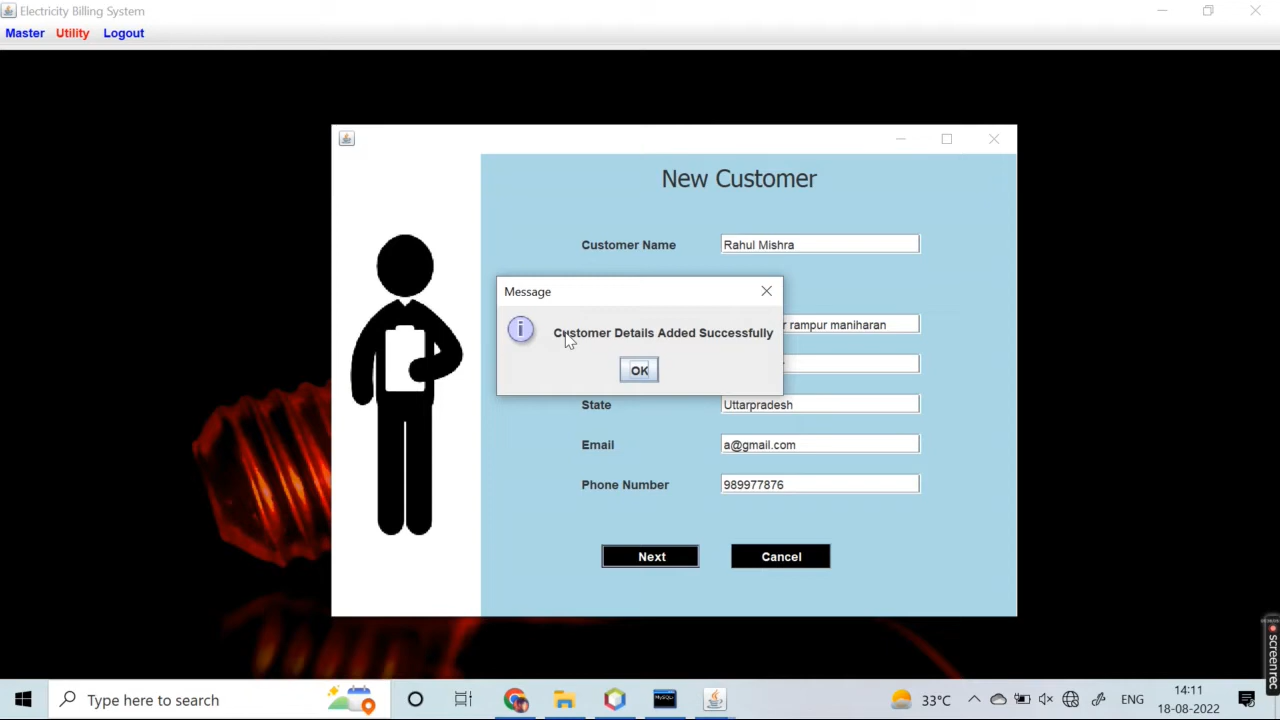 Electricity Billing System
Master Utility Logout
New Customer
Customer Name Rahul Mishra
Message
Customer Details Added Successfully
rampur maniharan
OK
State Uttarpradesh
Email a@gmail.com
Phone Number 989977876
Next Cancel
screenrec
Type here to search
MySQL
33°C
ENG
14:11
18-08-2022